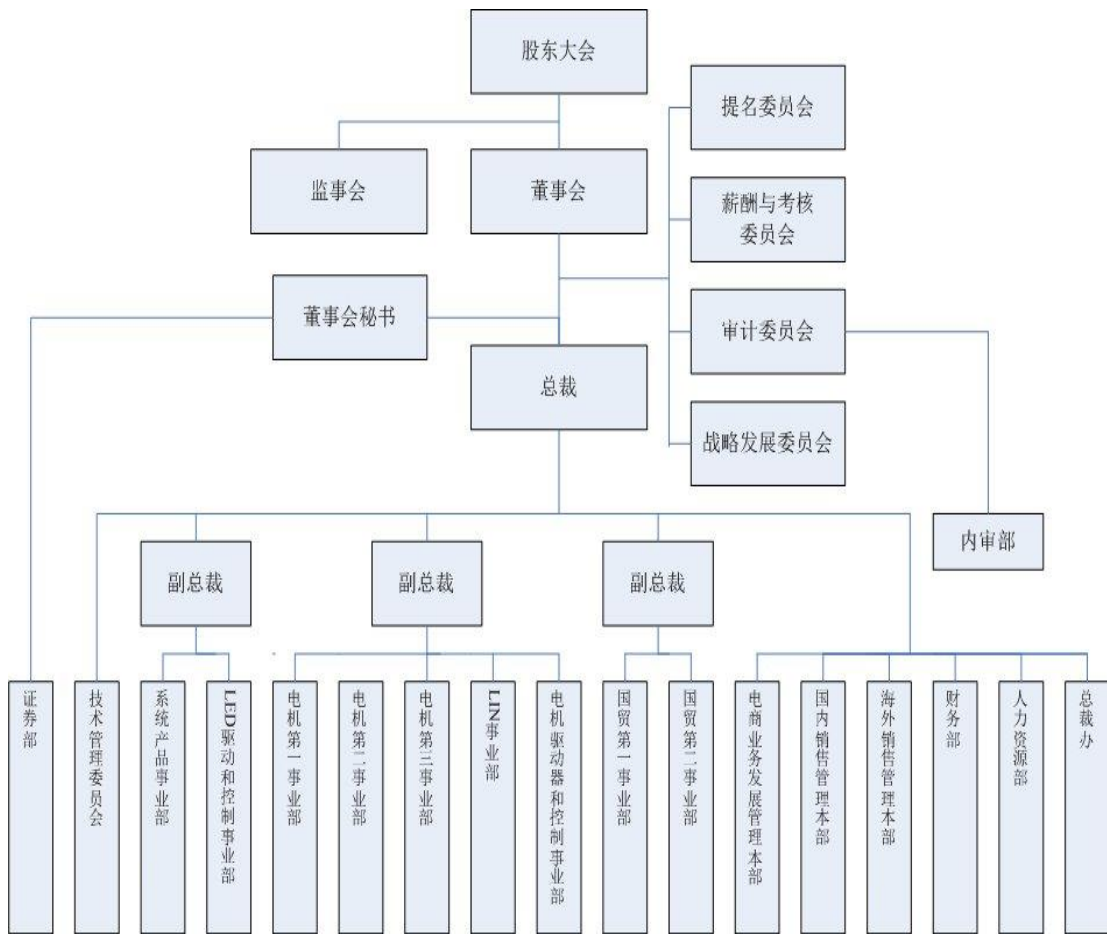 股东大会
提名委员会
监事会
董事会
薪酬与考核
委员会
董事会秘书
审计委员会
总裁
战略发展委员会
内审部
副总裁
副总裁
副总裁
证券部
技术管理委员会
系统产品事业部
LED驱动和控制事业部
电机第一事业部
电机第二事业部
电机第三事业部
LIN事业部
电机驱动器和控制事业部
国贸第一事业部
国贸第二事业部
电商业务发展管理本部
国内销售管理本部
海外销售管理本部
财务部
人力资源部
总裁办